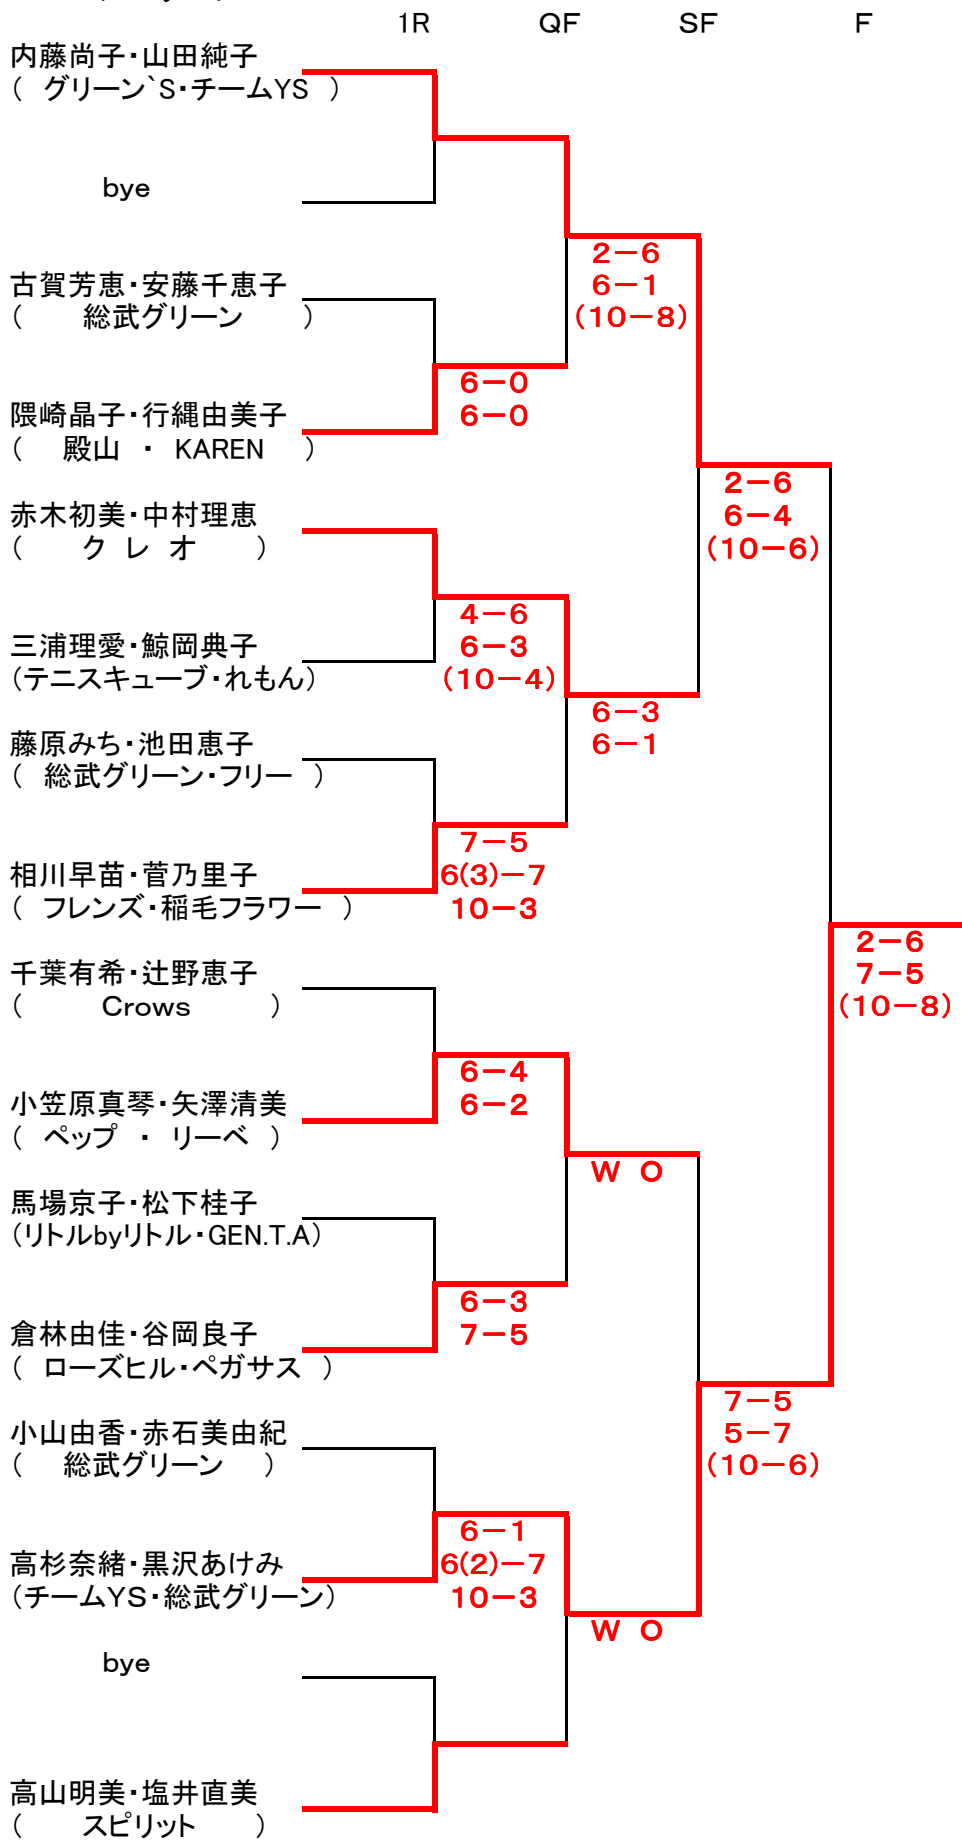 1R QF SF F
内藤尚子・山田純子
( グリーン`S・チームYS )
bye
2-6
6-1
(10-8)
古賀芳恵・安藤千恵子
( 総武グリーン )
6-0
6-0
隈崎晶子・行縄由美子
( 殿山 ・ KAREN )
2-6
6-4
(10-6)
赤木初美・中村理恵
( ク レ オ )
4-6
6-3
(10-4)
三浦理愛・鯨岡典子
(テニスキューブ・れもん)
6-3
6-1
藤原みち・池田恵子
( 総武グリーン・フリー )
7-5
6(3)-7
10-3
相川早苗・菅乃里子
( フレンズ・稲毛フラワー )
2-6
7-5
(10-8)
千葉有希・辻野恵子
( Crows )
6-4
6-2
小笠原真琴・矢澤清美
( ペップ ・ リーベ )
W O
馬場京子・松下桂子
(リトルbyリトル・GEN.T.A)
6-3
7-5
倉林由佳・谷岡良子
( ローズヒル・ペガサス )
7-5
5-7
(10-6)
小山由香・赤石美由紀
( 総武グリーン )
6-1
6(2)-7
10-3
高杉奈緒・黒沢あけみ
(チームYS・総武グリーン)
W O
bye
高山明美・塩井直美
( スピリット )